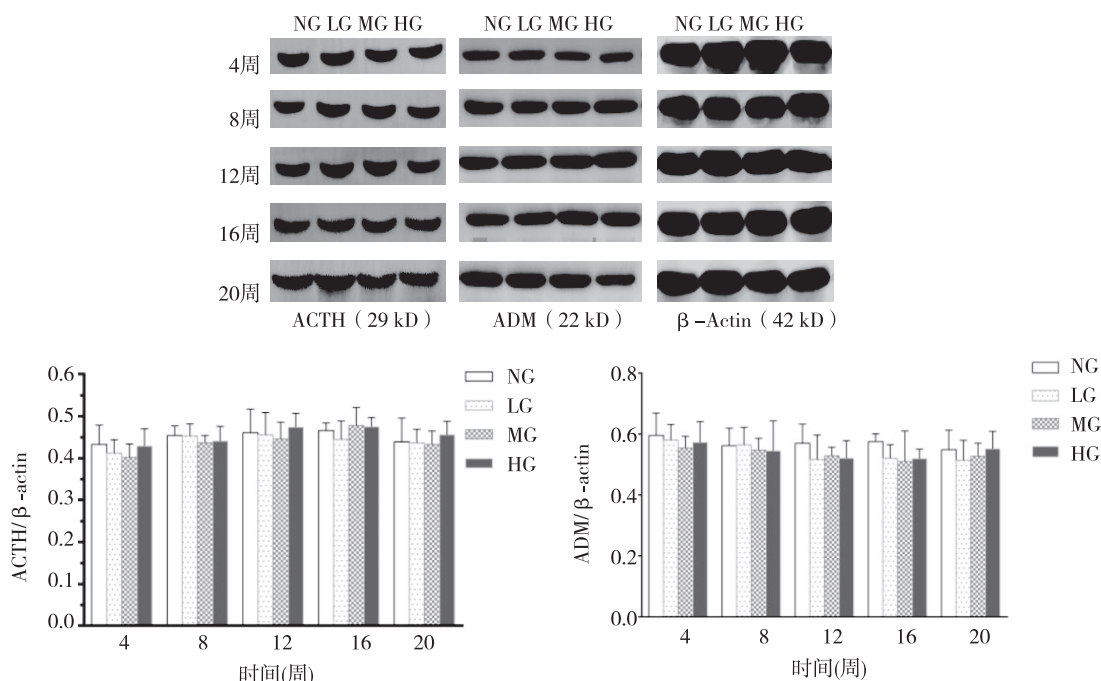 NG LG MG HG NG LG MG HG NG LG MG HG
4周
8周
12周
16周
20周
ACTH（29 kD） ADM（22 kD） β-Actin（42 kD）
0.6
0.5
0.4
0.3
0.2
0.1
0.0
ACTH/β-actin
4 8 12 16 20
时间(周)
NG
LG
MG
HG
0.8
0.6
0.4
0.2
0.0
ADM/β-actin
4 8 12 16 20
时间(周)
NG
LG
MG
HG